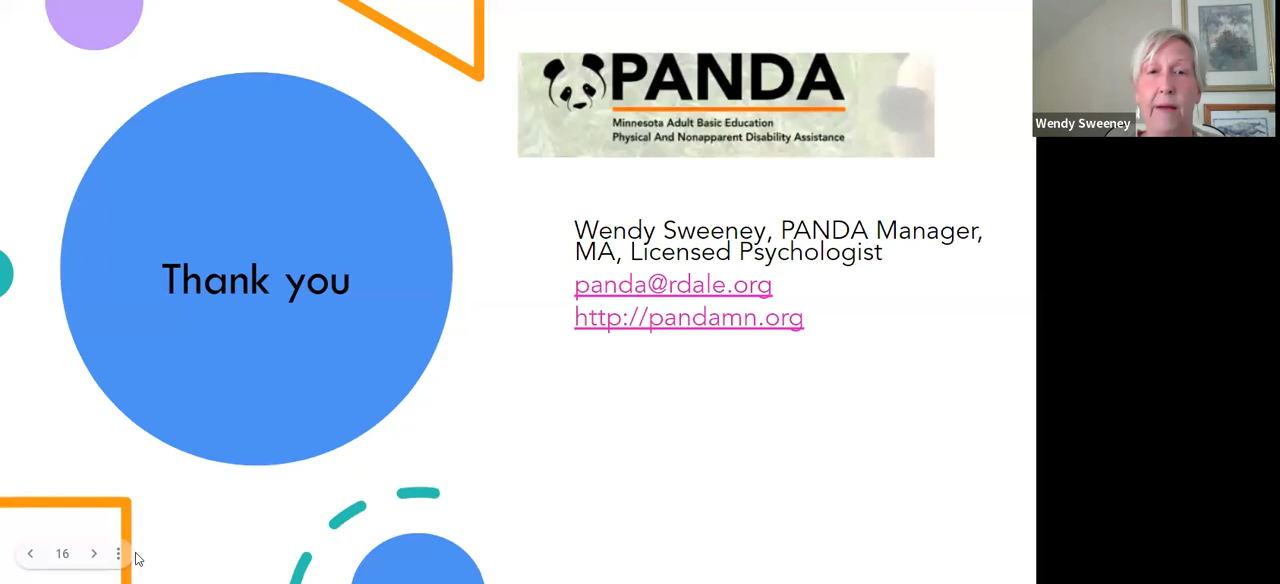 PANDA
Minnesota Adult Basic Education
Physical And Nonapparent Disability Assistance
Wendy Sweeney
Wendy Sweeney, PANDA Manager,
MA, Licensed Psychologist
panda@rdale.org
http://pandamn.org
Thank you
16